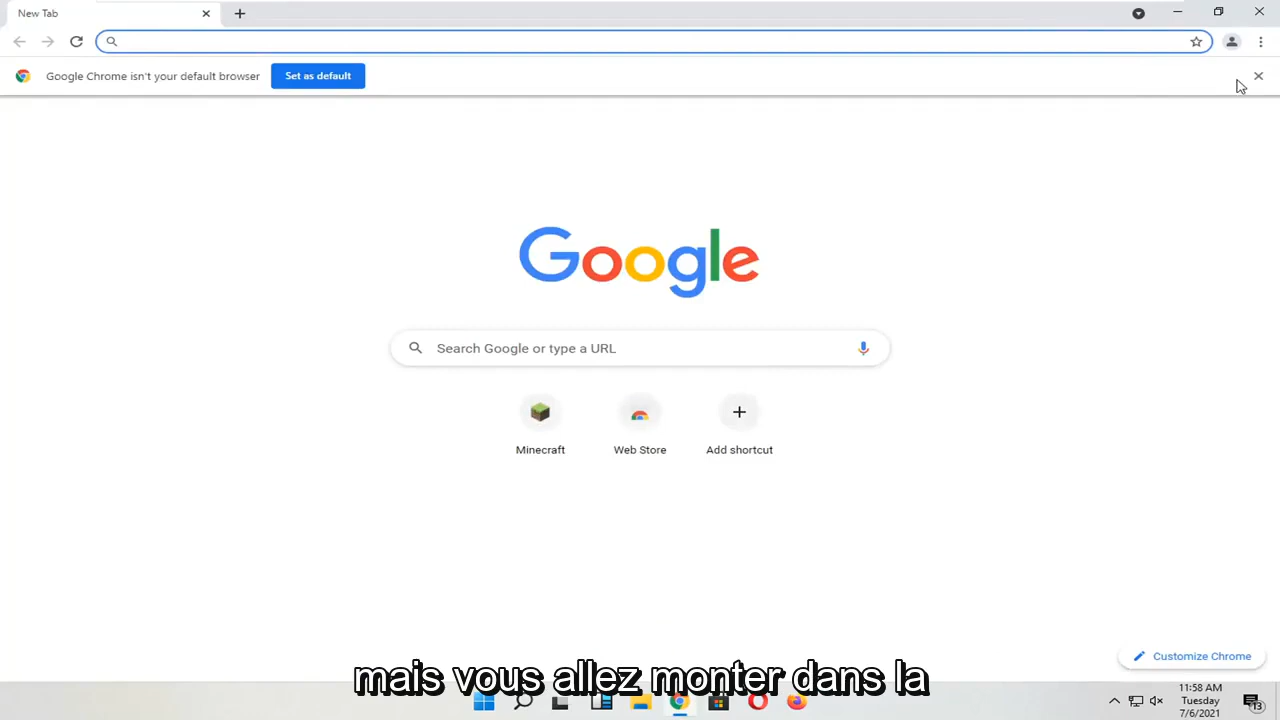 New Tab
Google Chrome isn't your default browser
Set as default
Google
Search Google or type a URL
Minecraft
Web Store
Add shortcut
Customize Chrome
mais vous allez monter dans la
11:58 AM
Tuesday
7/6/2021
13